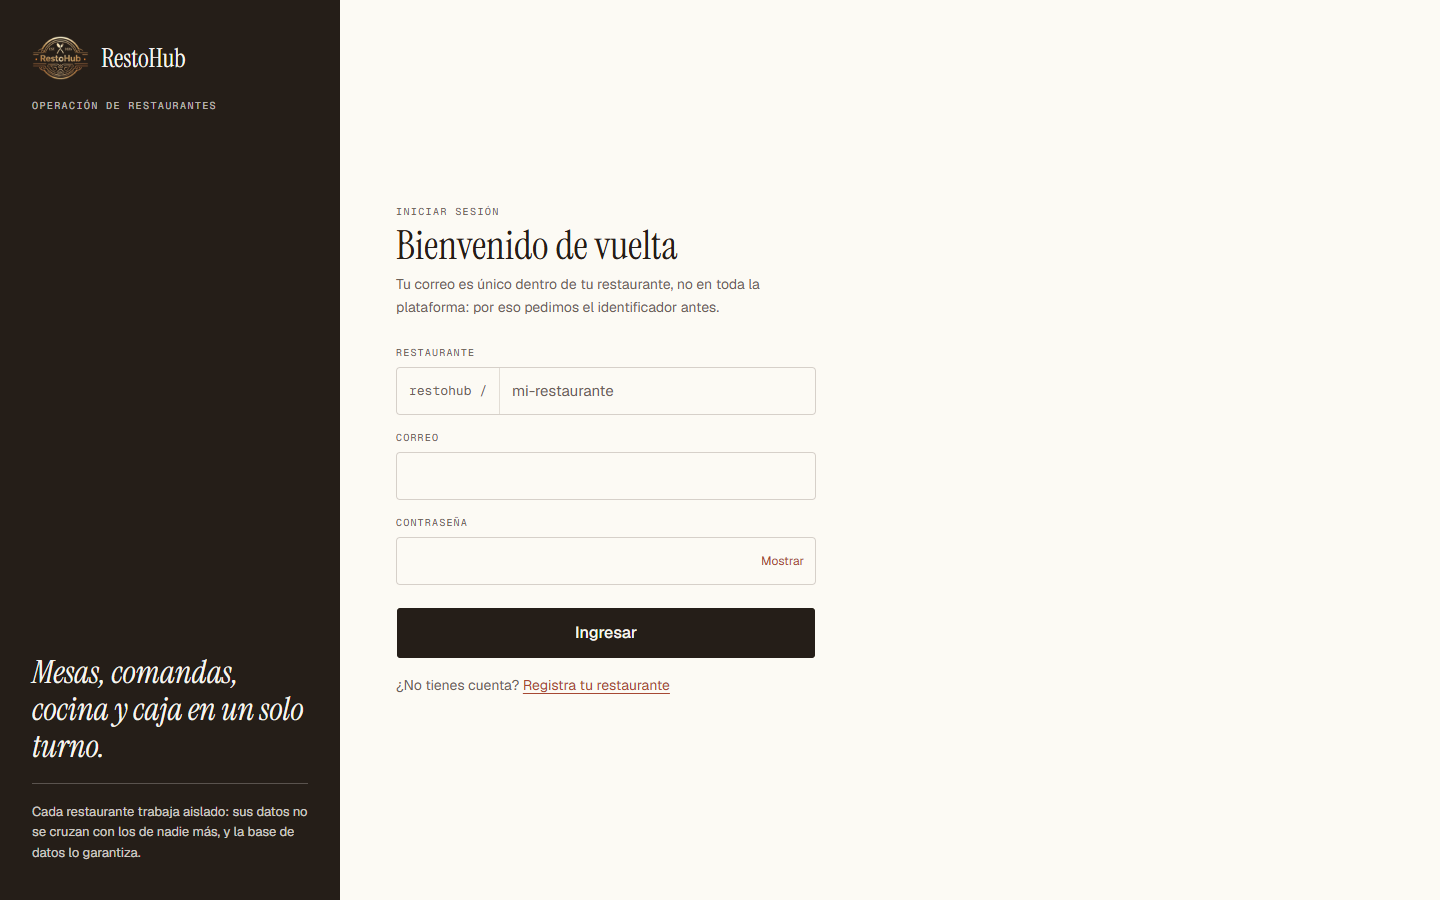 RestoHub
RestoHub
OPERACIÓN DE RESTAURANTES
Mesas, comandas,
cocina y caja en un solo
turno.
Cada restaurante trabaja aislado: sus datos no
se cruzan con los de nadie más, y la base de
datos lo garantiza.
INICIAR SESIÓN
Bienvenido de vuelta
Tu correo es único dentro de tu restaurante, no en toda la
plataforma: por eso pedimos el identificador antes.
RESTAURANTE
restohub / mi-restaurante
CORREO
CONTRASEÑA
Mostrar
Ingresar
¿No tienes cuenta? Registra tu restaurante